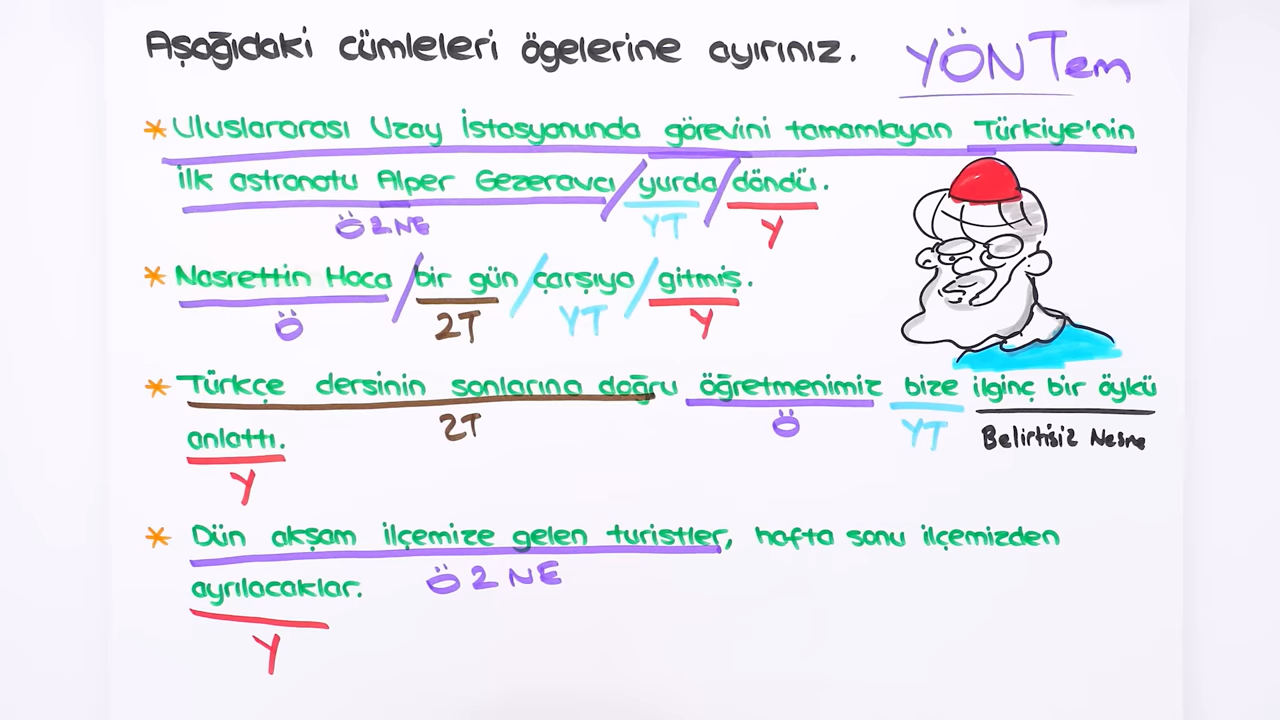 Aşağıdaki cümleleri ögelerine ayırınız. YÖNTem
* Uluslararası Uzay İstasyonunda görevini tamamlayan Türkiye'nin
ilk astronotu Alper Gezeravcı / yurda / döndü.
ÖZNE YT Y
* Nasrettin Hoca / bir gün / çarşıya / gitmiş.
Ö ZT YT Y
* Türkçe dersinin sonlarına doğru öğretmenimiz bize ilginç bir öykü
ZT Ö YT Belirtisiz Nesne
anlattı.
Y
* Dün akşam ilçemize gelen turistler, hafta sonu ilçemizden
ÖZNE
ayrılacaklar.
Y